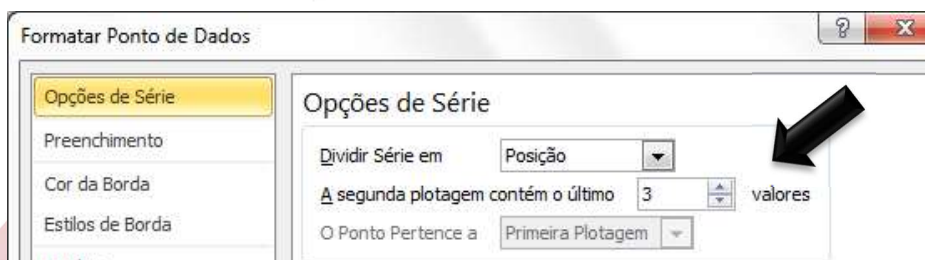 Formatar Ponto de Dados
Opções de Série
Preenchimento
Cor da Borda
Estilos de Borda
Opções de Série
Dividir Série em Posição
A segunda plotagem contém o último 3 valores
O Ponto Pertence a Primeira Plotagem